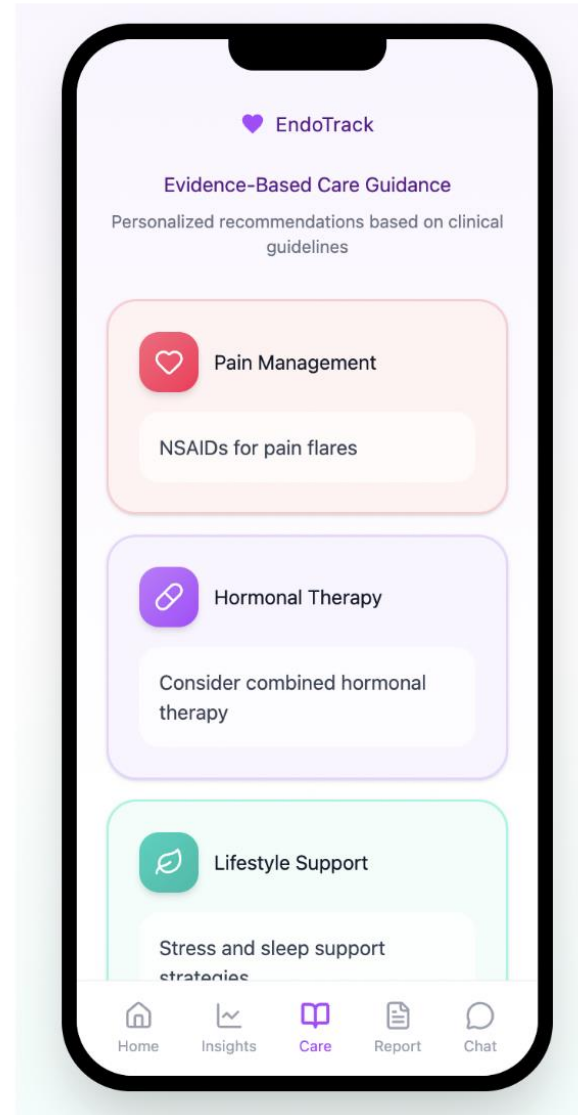 EndoTrack
Evidence-Based Care Guidance
Personalized recommendations based on clinical
guidelines
Pain Management
NSAIDs for pain flares
Hormonal Therapy
Consider combined hormonal
therapy
Lifestyle Support
Stress and sleep support
strategies
Home
Insights
Care
Report
Chat